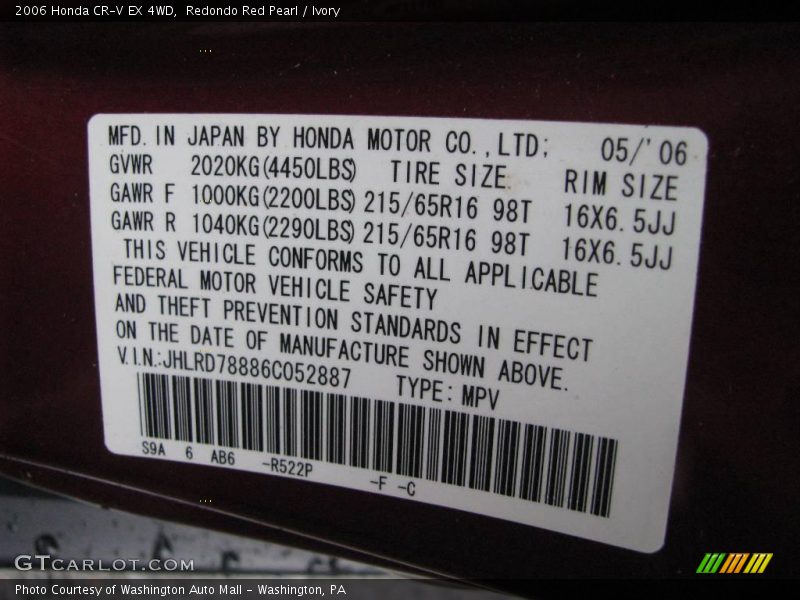 2006 Honda CR-V EX 4WD, Redondo Red Pearl / Ivory
MFD. IN JAPAN BY HONDA MOTOR CO.,LTD; 05/'06
GVWR 2020KG(4450LBS) TIRE SIZE RIM SIZE
GAWR F 1000KG(2200LBS) 215/65R16 98T 16X6.5JJ
GAWR R 1040KG(2290LBS) 215/65R16 98T 16X6.5JJ
THIS VEHICLE CONFORMS TO ALL APPLICABLE
FEDERAL MOTOR VEHICLE SAFETY
AND THEFT PREVENTION STANDARDS IN EFFECT
ON THE DATE OF MANUFACTURE SHOWN ABOVE.
V.I.N.:JHLRD78886C052887 TYPE: MPV
S9A 6 AB6 -R522P -F -C
GTcarlot.com
Photo Courtesy of Washington Auto Mall - Washington, PA